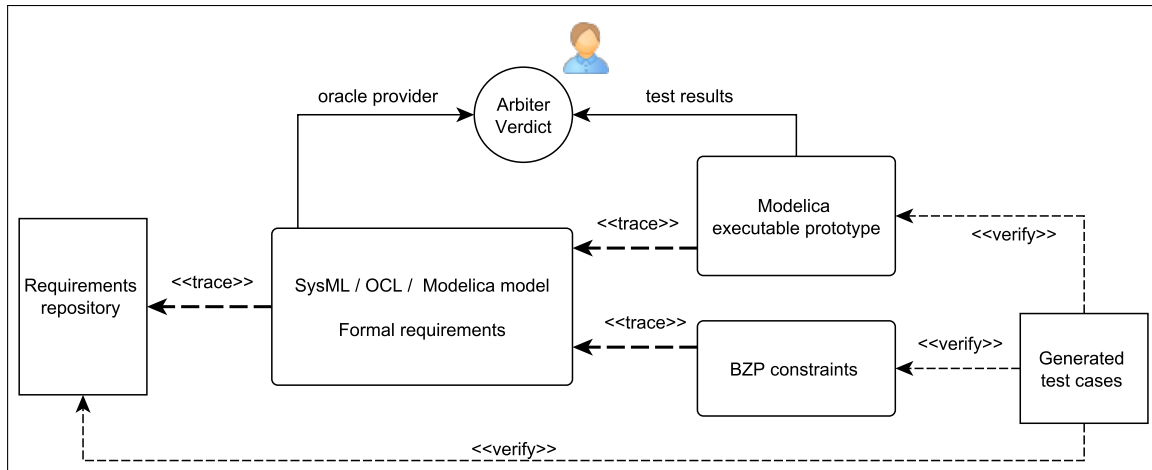 oracle provider
Arbiter
Verdict
test results
Modelica
executable prototype
<<trace>>
<<verify>>
Requirements
repository
<<trace>>
SysML / OCL / Modelica model
Formal requirements
<<trace>>
BZP constraints
<<verify>>
Generated
test cases
<<verify>>